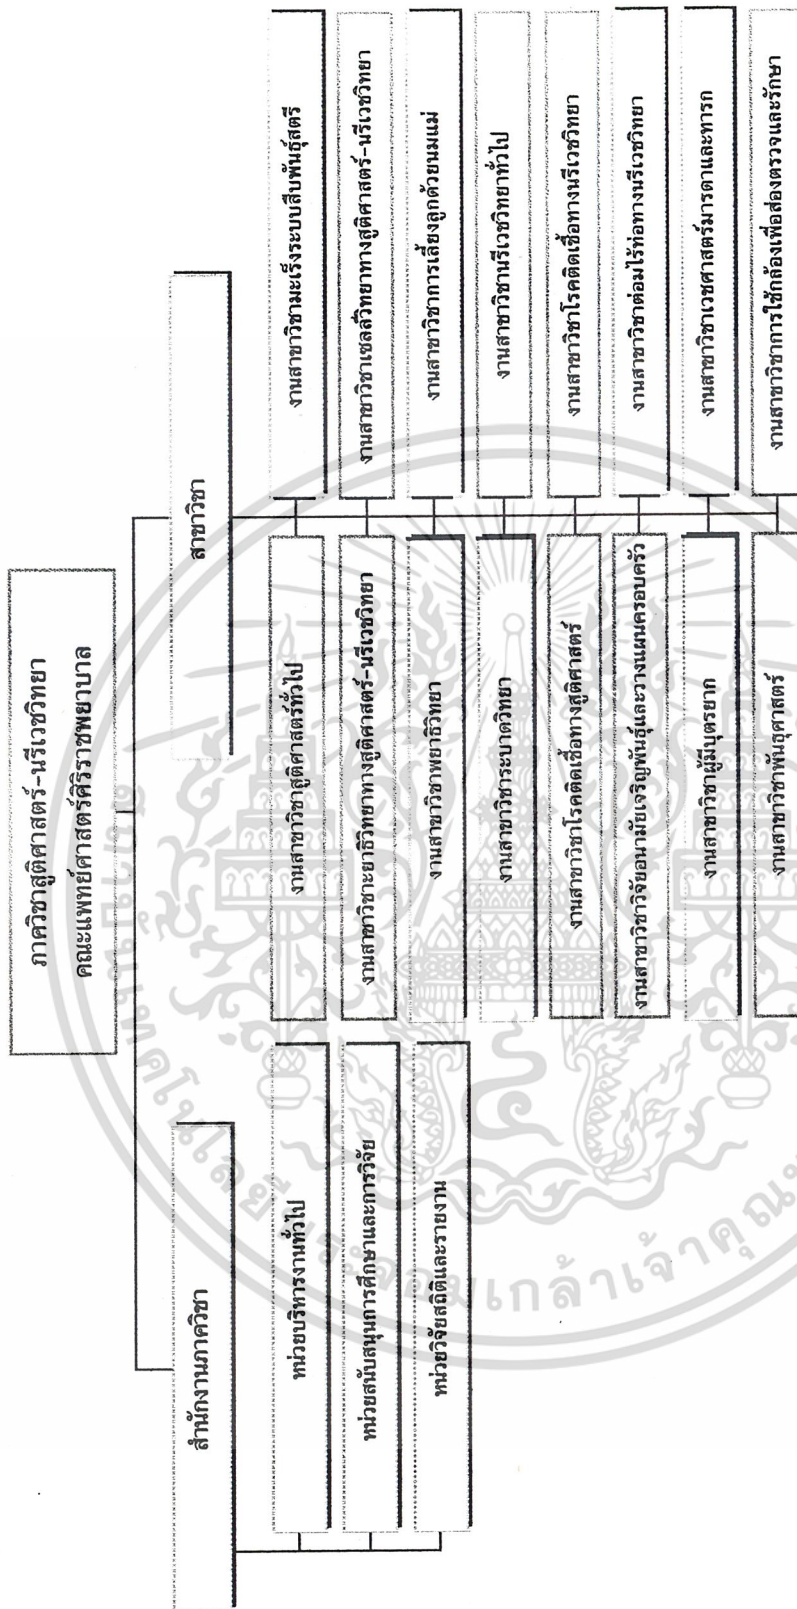 ภาควิชาสูติศาสตร์-นรีเวชวิทยา
คณะแพทย์ศาสตร์ศิริราชพยาบาล
สำนักงานภาควิชา
หน่วยบริหารงานทั่วไป
หน่วยสนับสนุนการศึกษาและการวิจัย
หน่วยวิจัยสถิติและรายงาน
สาขาวิชา
งานสาขาวิชาสูติศาสตร์ทั่วไป
งานสาขาวิชามะเร็งระบบสืบพันธุ์สตรี
งานสาขาวิชาะยาธิวิทยาทางสูติศาสตร์-นรีเวชวิทยา
งานสาขาวิชาเซลล์วิทยาทางสูติศาสตร์-นรีเวชวิทยา
งานสาขาวิชาพยาธิวิทยา
งานสาขาวิชาการเลี้ยงลูกด้วยนมแม่
งานสาขาวิชาระบาดวิทยา
งานสาขาวิชานรีเวชวิทยาทั่วไป
งานสาขาวิชาโรคติดเชื้อทางสูติศาสตร์
งานสาขาวิชาโรคติดเชื้อทางนรีเวชวิทยา
งานสาขาวิชาวิจัยอนามัยเจริญพันธุ์และวางแผนครอบครัว
งานสาขาวิชาต่อมไร้ท่อทางนรีเวชวิทยา
งานสาขาวิชาผู้มีบุตรยาก
งานสาขาวิชาเวชศาสตร์มารดาและทารก
งานสาขาวิชาพันธุศาสตร์
งานสาขาวิชาการใช้กล้องเพื่อส่องตรวจและรักษา